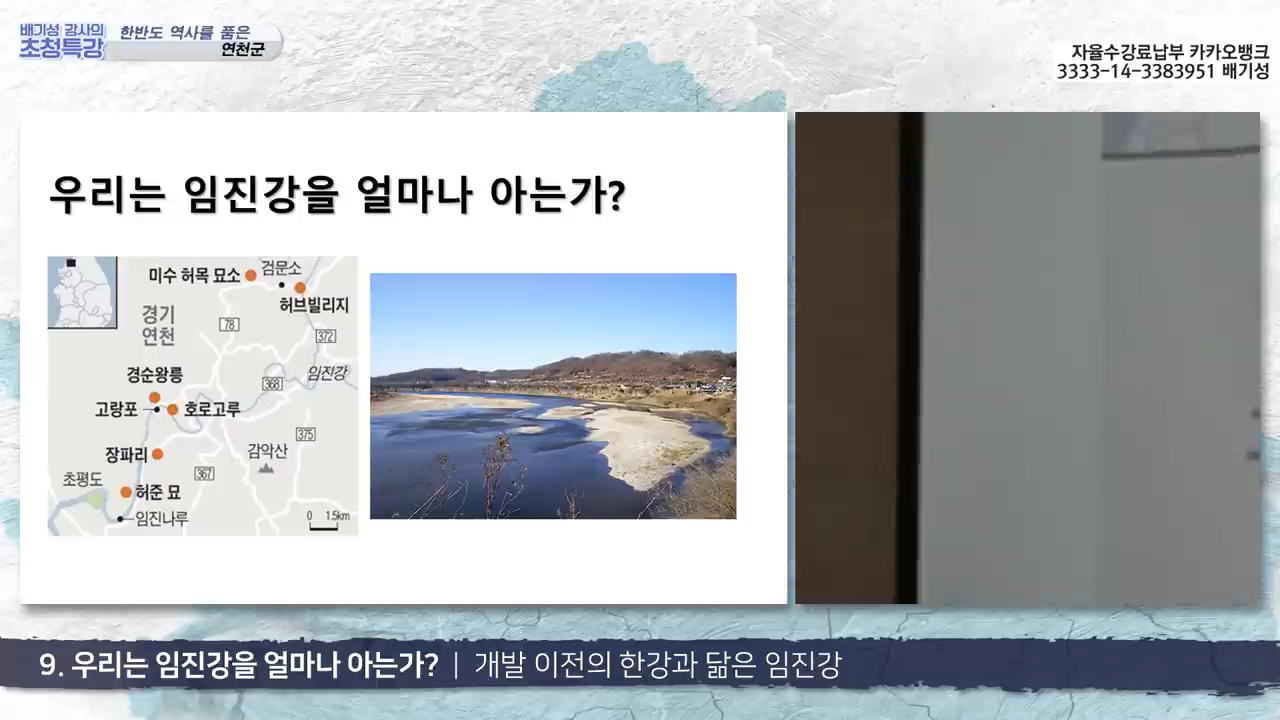 배기성 강사의
초청특강
한반도 역사를 품은
연천군
자율수강료납부 카카오뱅크
3333-14-3383951 배기성
우리는 임진강을 얼마나 아는가?
미수 허목 묘소
검문소
허브빌리지
경기
연천
78
372
임진강
경순왕릉
368
고랑포
호로고루
375
장파리
감악산
367
초평도
허준 묘
임진나루
0 1.5km
9. 우리는 임진강을 얼마나 아는가? | 개발 이전의 한강과 닮은 임진강